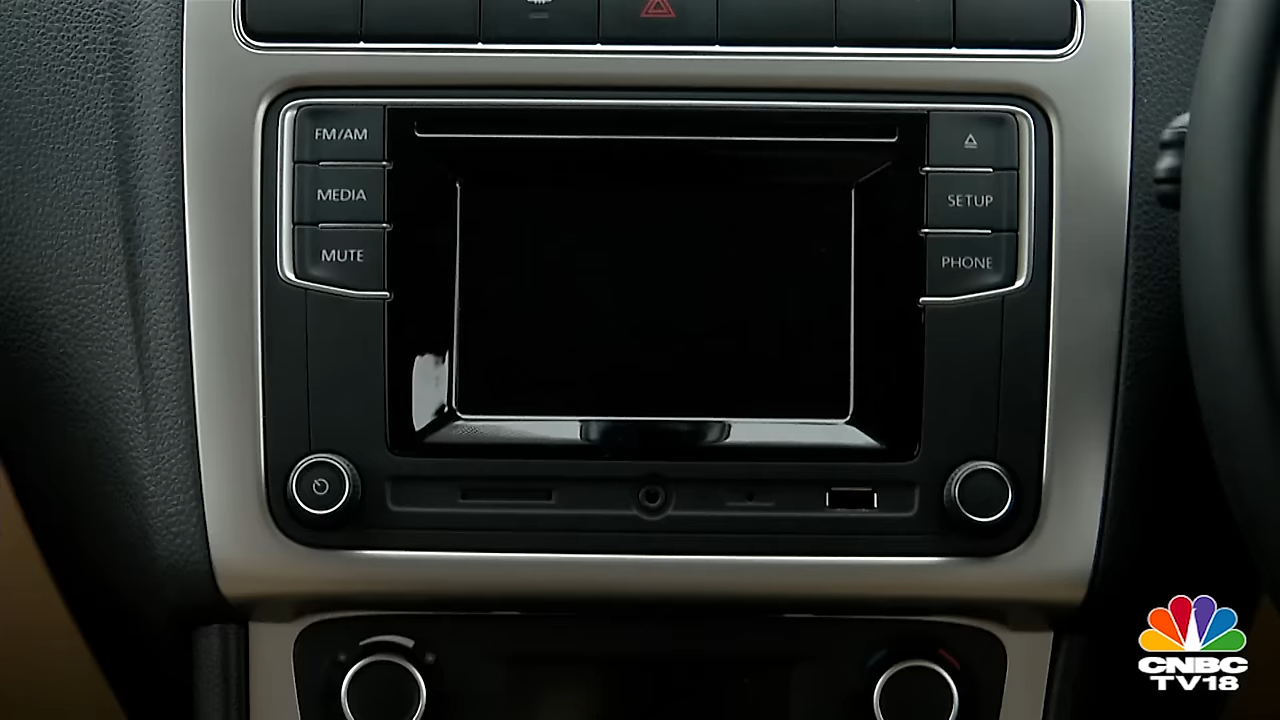 FM/AM
MEDIA
MUTE
SETUP
PHONE
CNBC
TV18